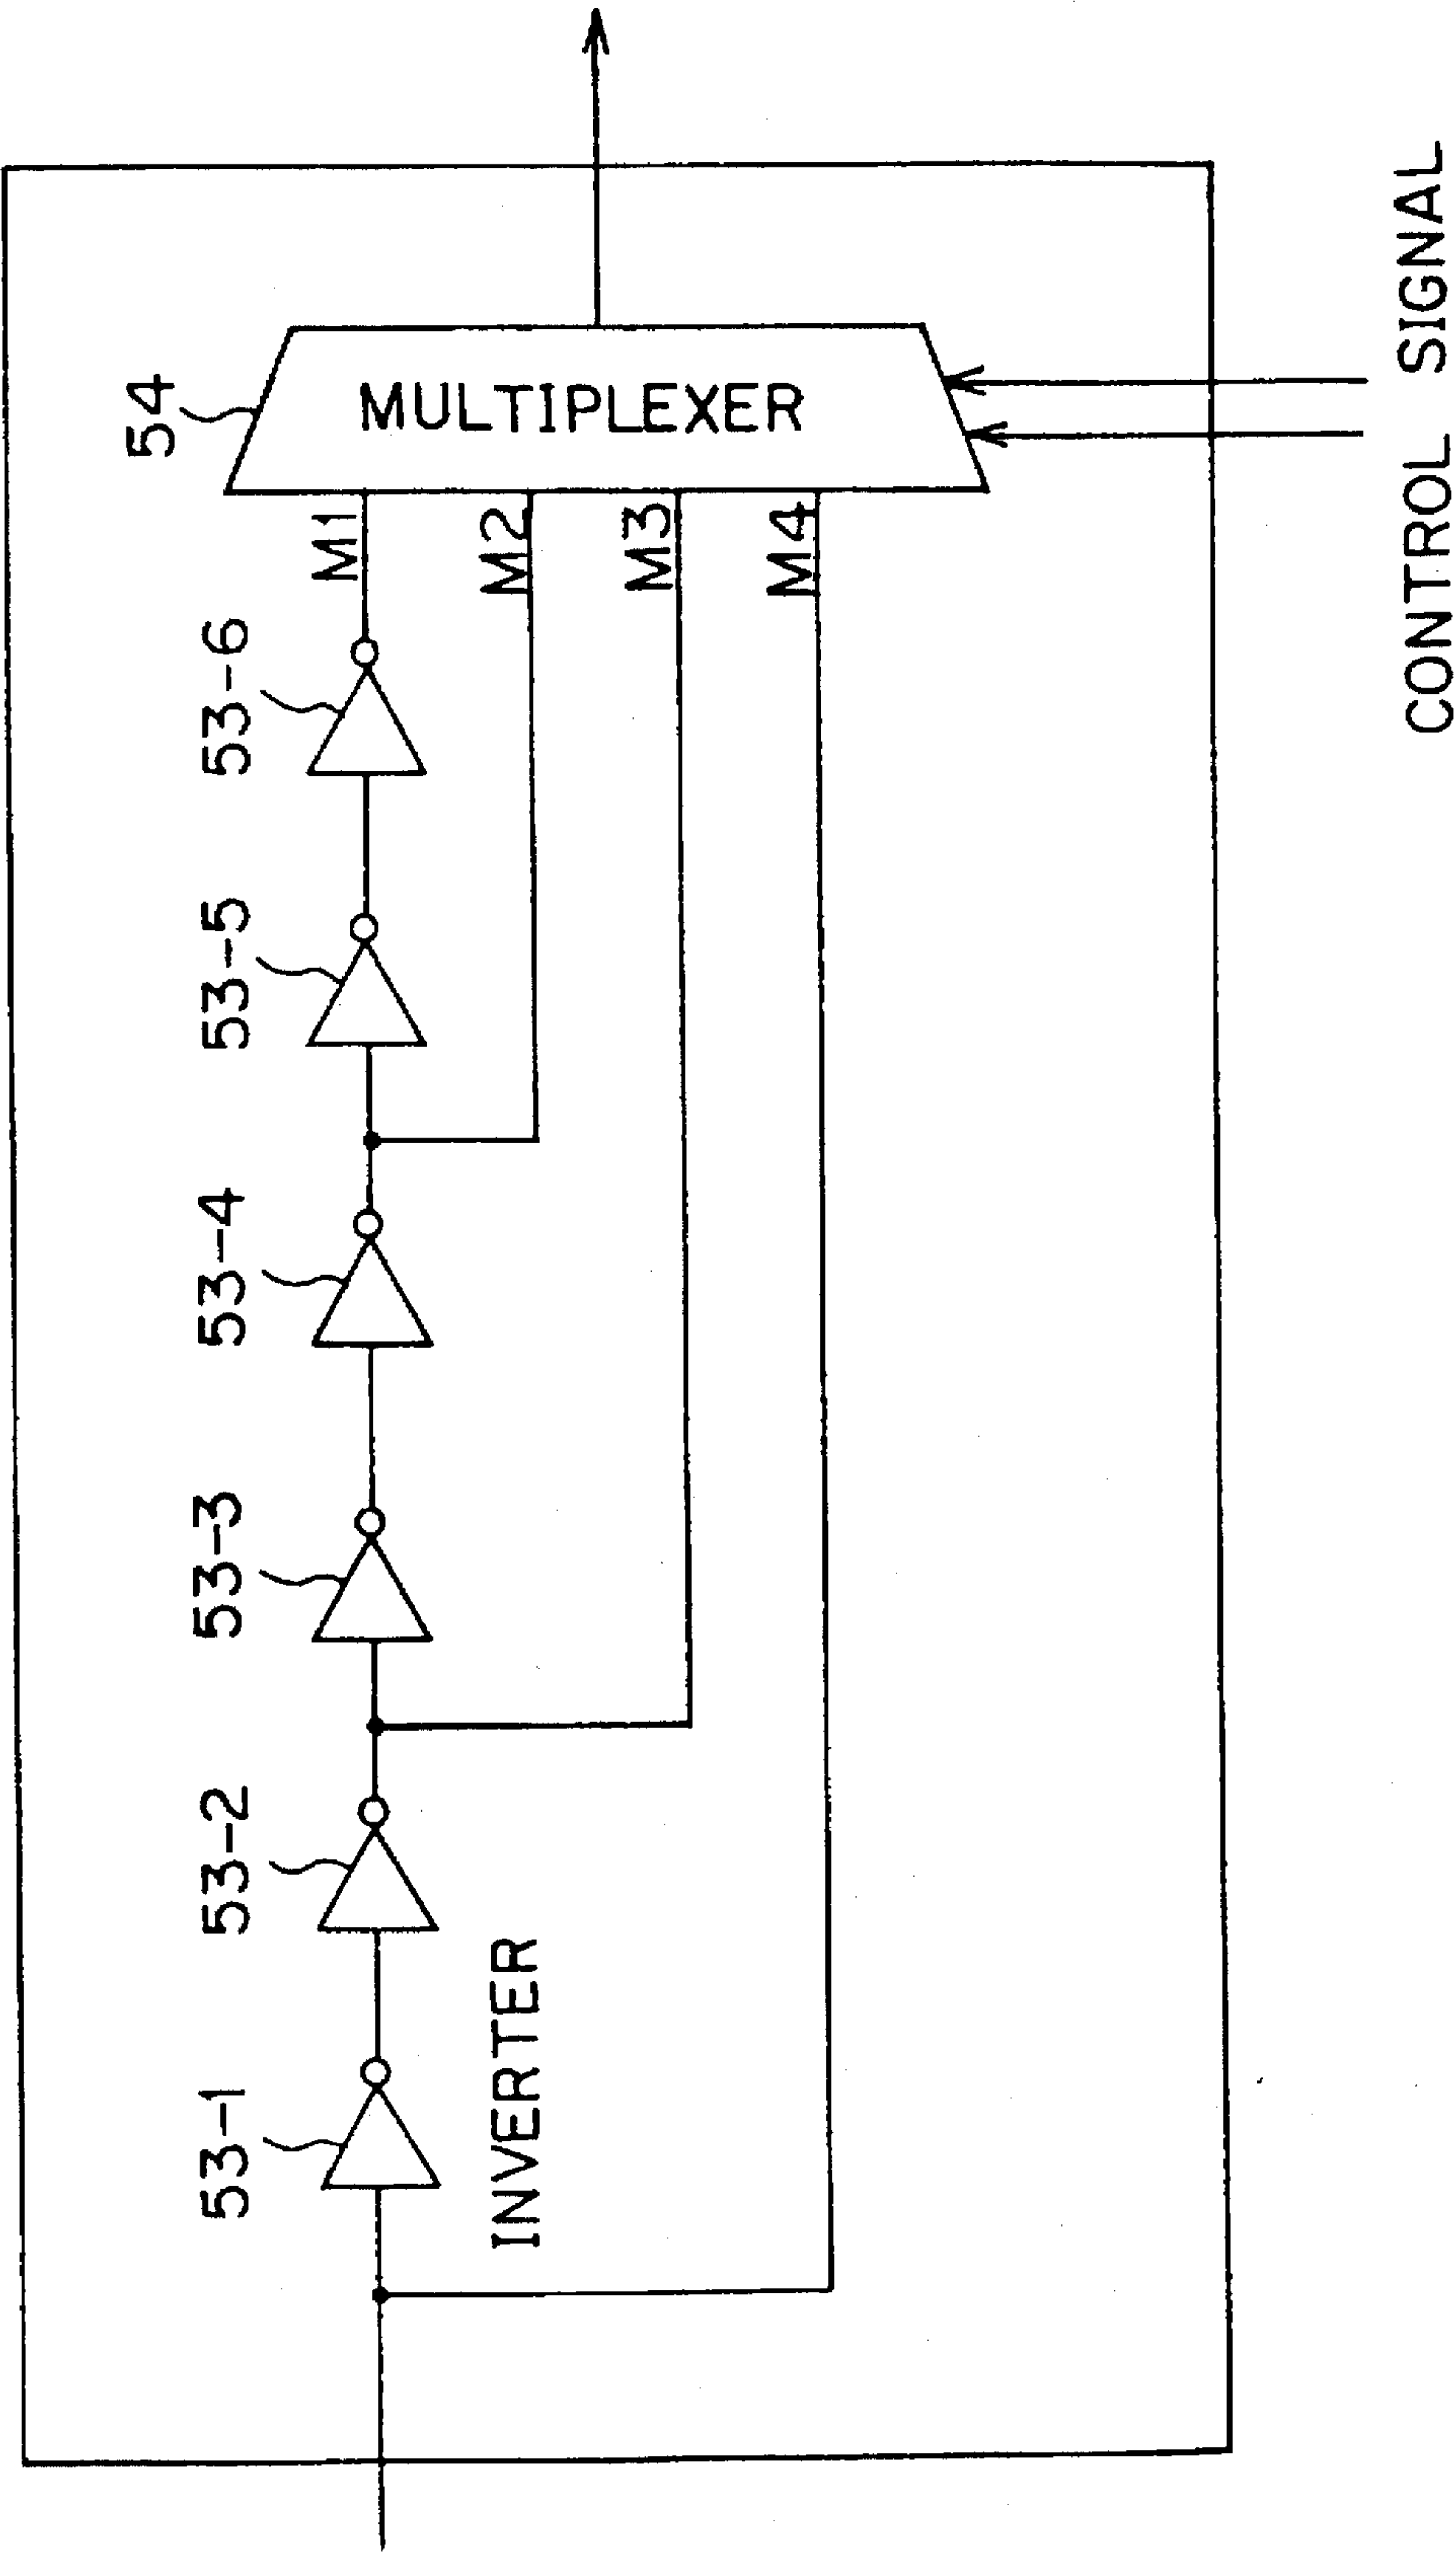 53-1
53-2
53-3
53-4
53-5
53-6
54
INVERTER
M1
M2
M3
M4
MULTIPLEXER
CONTROL SIGNAL